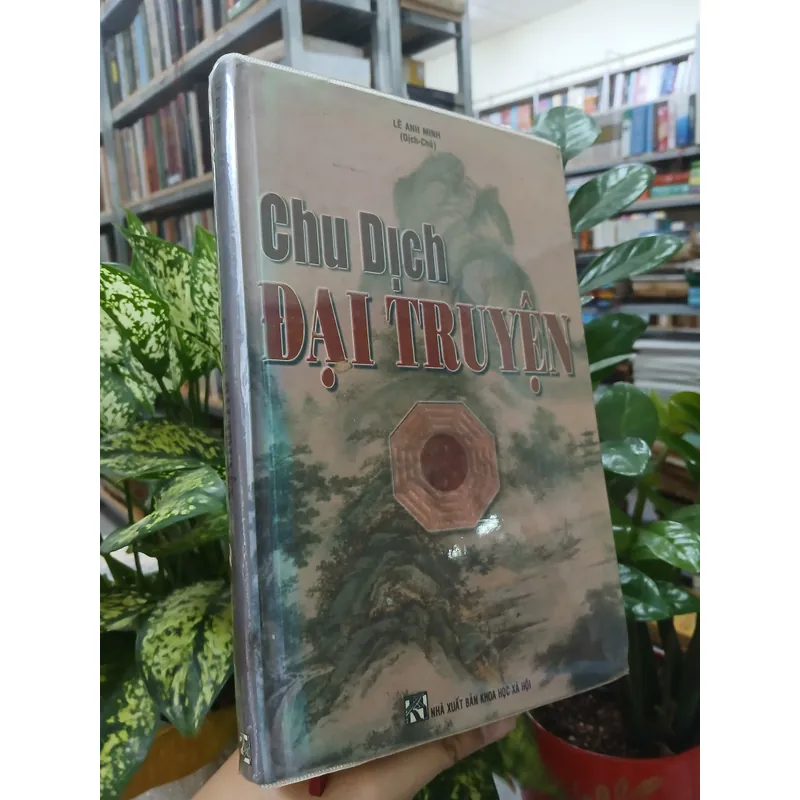 LÊ ANH MINH
(Dịch-Chú)
Chu Dịch
ĐẠI TRUYỆN
NHÀ XUẤT BẢN KHOA HỌC XÃ HỘI